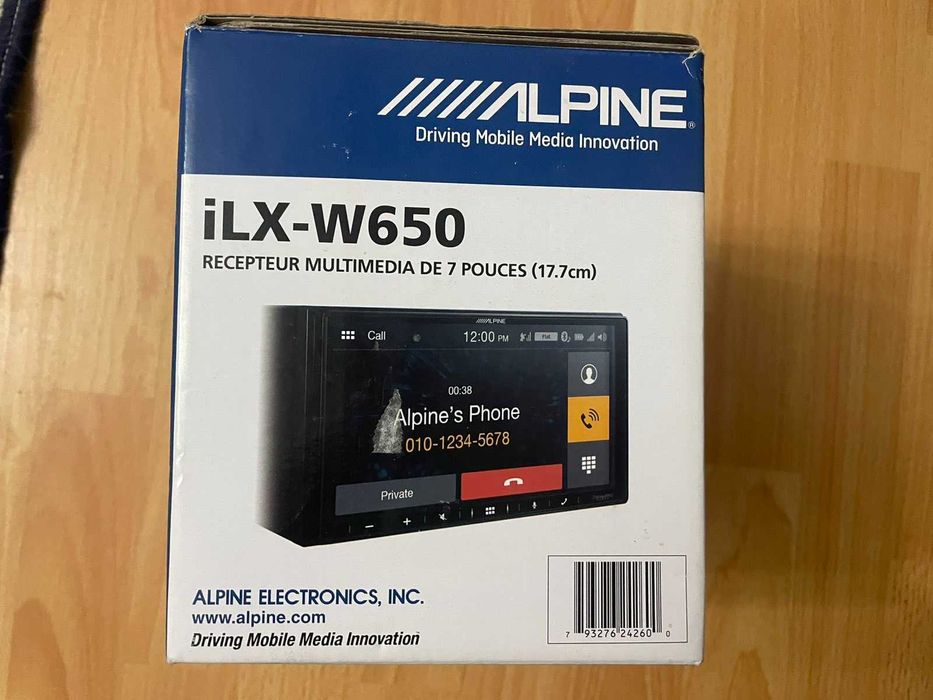 ALPINE®
Driving Mobile Media Innovation
iLX-W650
RECEPTEUR MULTIMEDIA DE 7 POUCES (17.7cm)
ALPINE
Call
12:00 PM
00:38
Alpine's Phone
010-1234-5678
Private
ALPINE ELECTRONICS, INC.
www.alpine.com
Driving Mobile Media Innovation
7 93276 24260 0